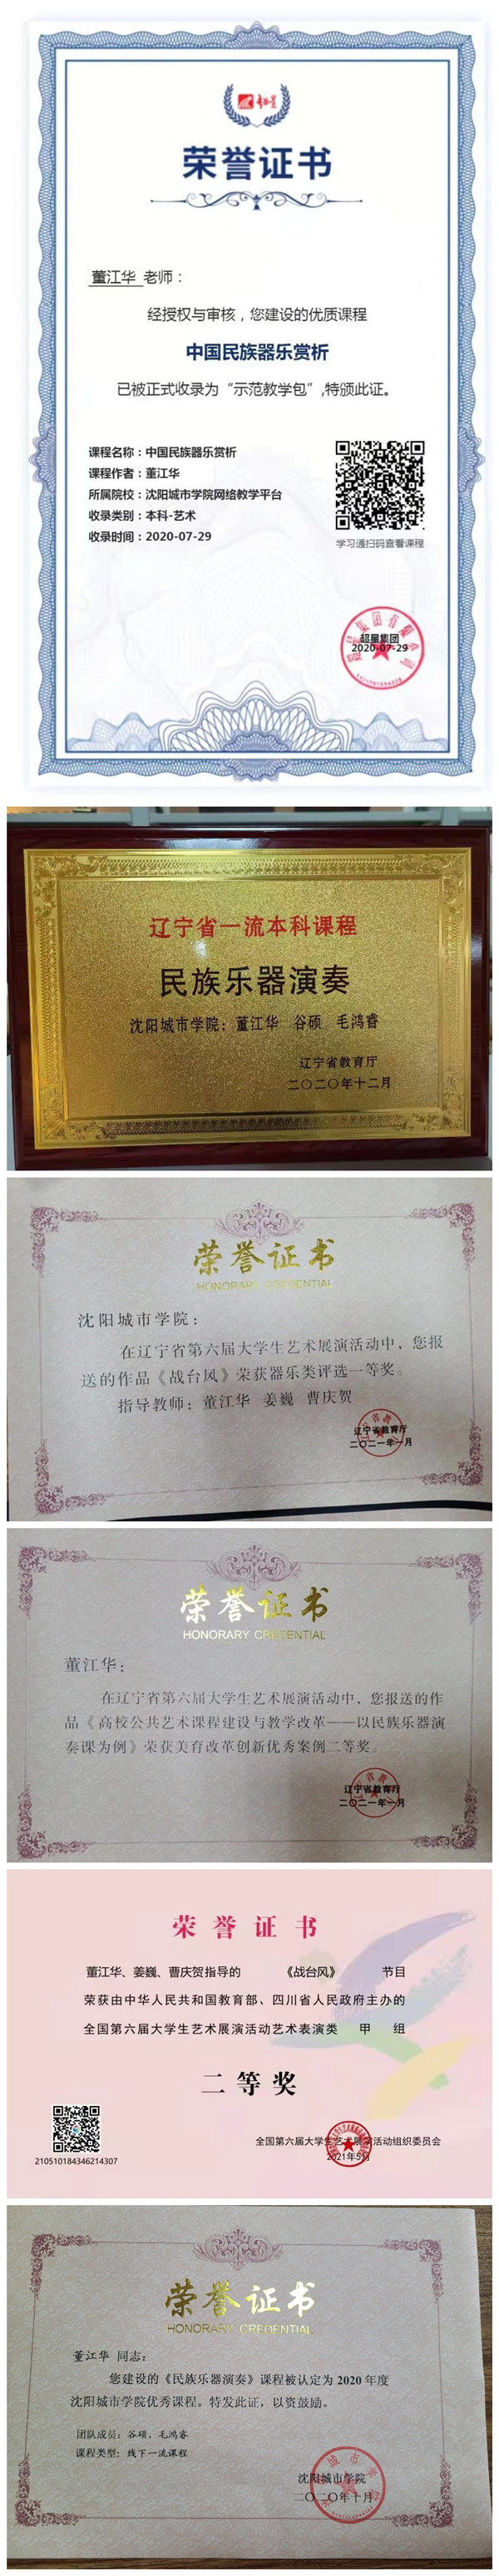 荣誉证书
董江华 老师：
经授权与审核，您建设的优质课程
中国民族器乐赏析
已被正式收录为“示范教学包”,特颁此证。
课程名称：中国民族器乐赏析
课程作者：董江华
所属院校：沈阳城市学院网络教学平台
收录类别：本科-艺术
收录时间：2020-07-29
学习通扫码查看课程
超星集团
2020-07-29
辽宁省一流本科课程
民族乐器演奏
沈阳城市学院：董江华 谷硕 毛鸿睿
辽宁省教育厅
二〇二〇年十二月
荣誉证书
HONORARY CREDENTIAL
沈阳城市学院：
在辽宁省第六届大学生艺术展演活动中，您报
送的作品《战台风》荣获器乐类评选一等奖。
指导教师：董江华 姜巍 曹庆贺
辽宁省教育厅
二〇二一年一月
荣誉证书
HONORARY CREDENTIAL
董江华：
在辽宁省第六届大学生艺术展演活动中，您报送的作
品《高校公共艺术课程建设与教学改革——以民族乐器演
奏课为例》荣获美育改革创新优秀案例二等奖。
辽宁省教育厅
二〇二一年一月
荣誉证书
董江华、姜巍、曹庆贺指导的 《战台风》 节目
荣获由中华人民共和国教育部、四川省人民政府主办的
全国第六届大学生艺术展演活动艺术表演类 甲 组
二等奖
210510184346214307
全国第六届大学生艺术展演活动组织委员会
2021年5月
荣誉证书
HONORARY CREDENTIAL
董江华 同志：
您建设的《民族乐器演奏》课程被认定为 2020 年度
沈阳城市学院优秀课程。特发此证，以资鼓励。
团队成员：谷硕、毛鸿睿
课程类型：线下一流课程
沈阳城市学院
二〇二〇年十月